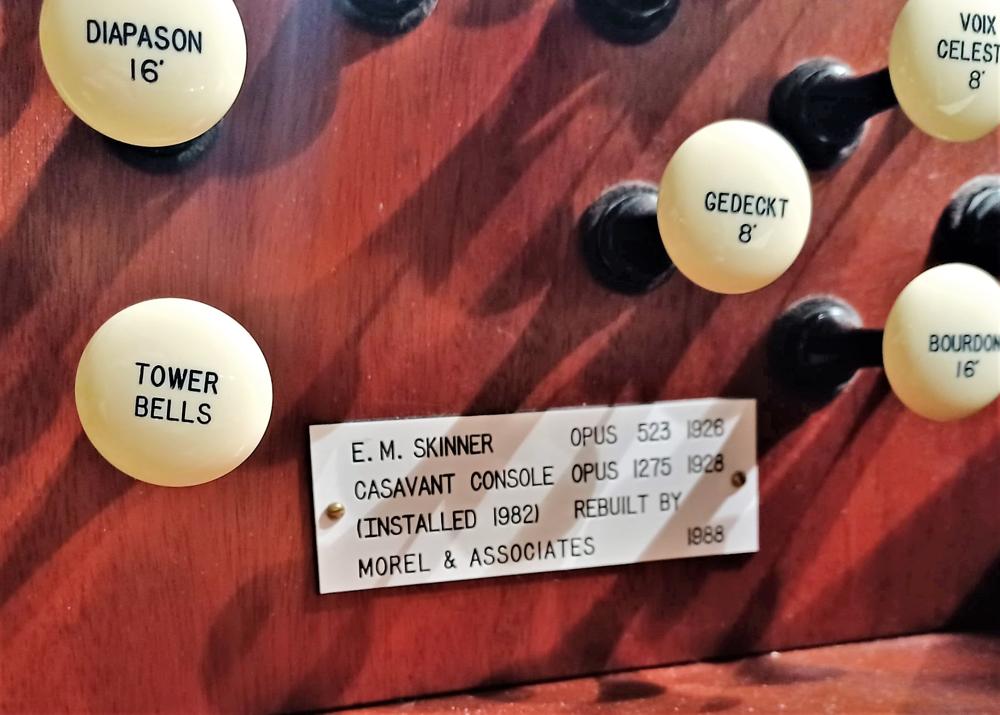 DIAPASON
16'
VOIX
CELEST
8'
GEDECKT
8'
BOURDON
16'
TOWER
BELLS
E. M. SKINNER OPUS 523 1926
CASAVANT CONSOLE OPUS 1275 1928
(INSTALLED 1982) REBUILT BY
MOREL & ASSOCIATES 1988